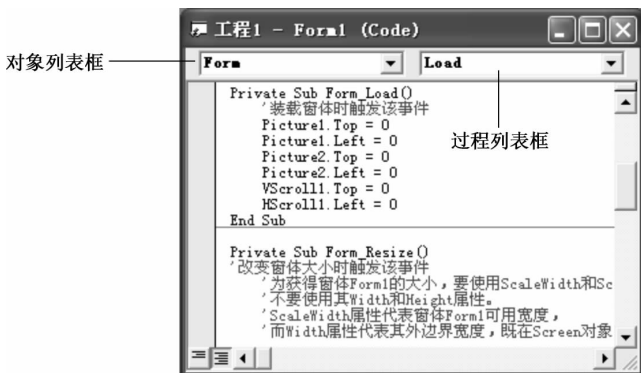 工程1 - Form1 (Code)
对象列表框
Form
Load
过程列表框
Private Sub Form_Load()
'装载窗体时触发该事件
Picture1.Top = 0
Picture1.Left = 0
Picture2.Top = 0
Picture2.Left = 0
VScroll1.Top = 0
HScroll1.Left = 0
End Sub
Private Sub Form_Resize()
'改变窗体大小时触发该事件
'为获得窗体Form1的大小，要使用ScaleWidth和Sc
'不要使用其Width和Height属性。
'ScaleWidth属性代表窗体Form1可用宽度，
'而Width属性代表其外边界宽度，既在Screen对象